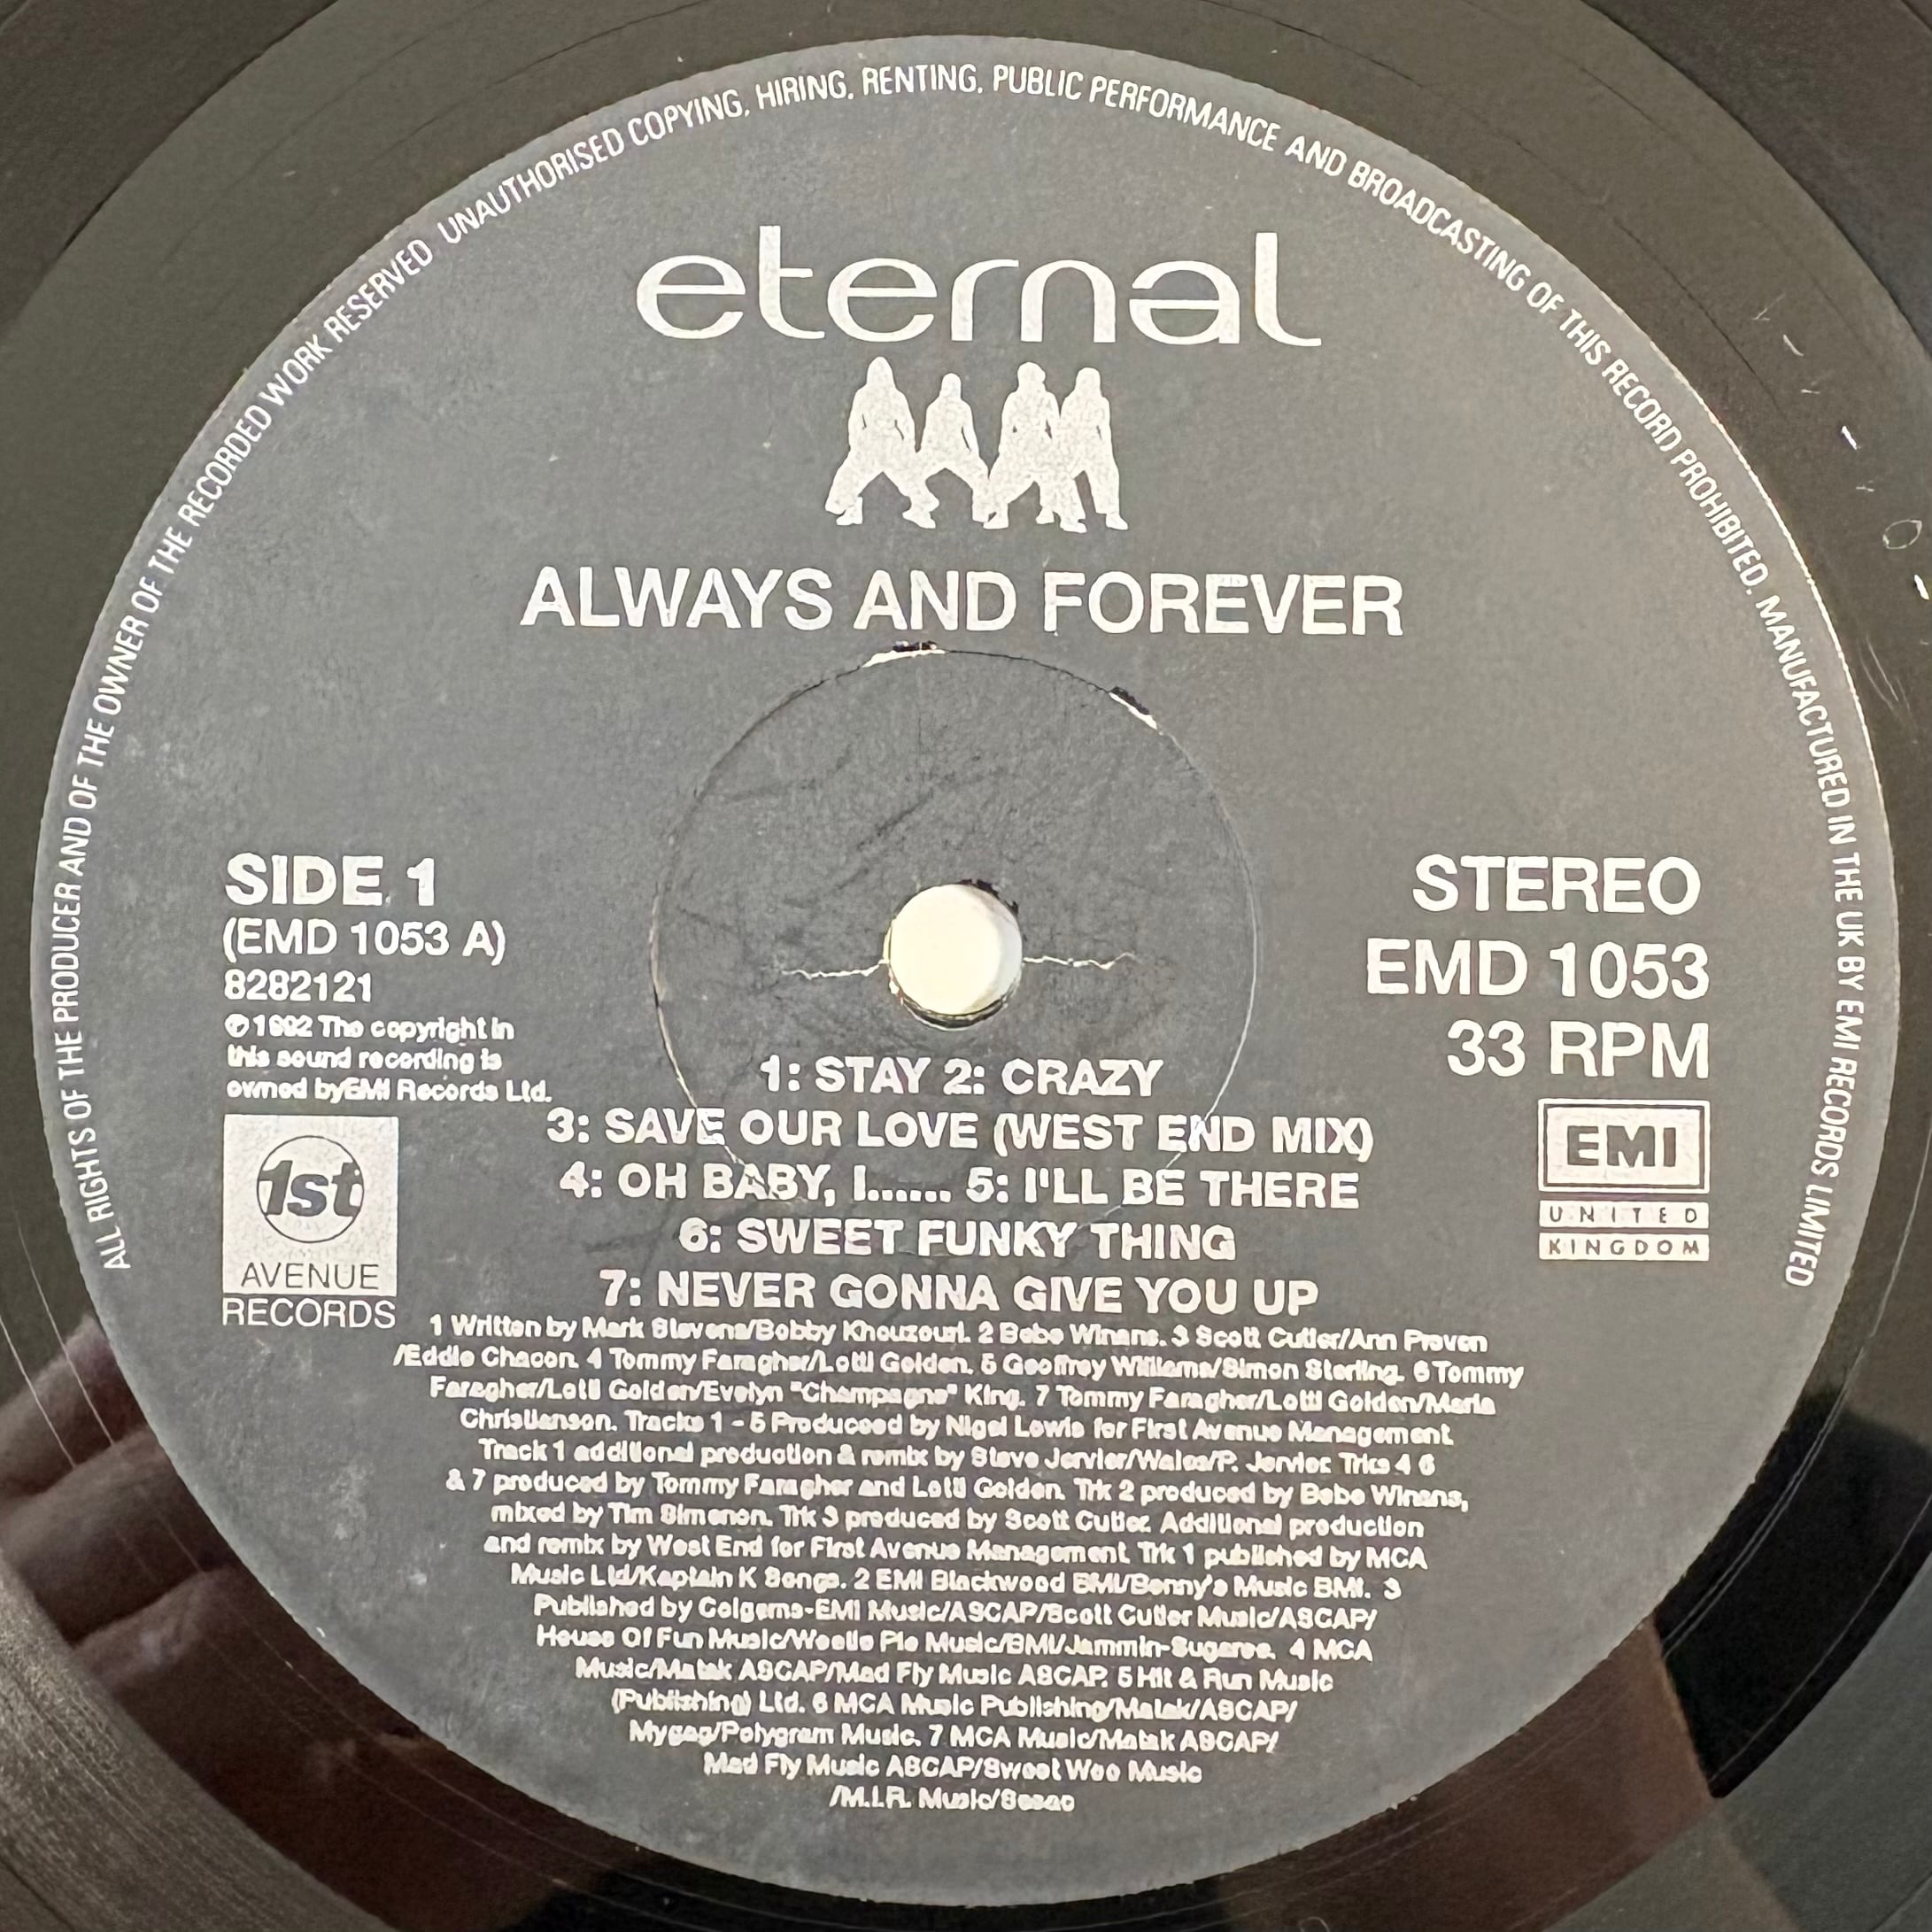 ALL RIGHTS OF THE PRODUCER AND OF THE OWNER OF THE RECORDED WORK RESERVED UNAUTHORISED COPYING, HIRING, RENTING, PUBLIC PERFORMANCE AND BROADCASTING OF THIS RECORD PROHIBITED. MANUFACTURED IN THE UK BY EMI RECORDS LIMITED
eternal
ALWAYS AND FOREVER
SIDE 1
(EMD 1053 A)
8282121
℗ 1992 The copyright in
this sound recording is
owned by EMI Records Ltd.
1st
AVENUE
RECORDS
STEREO
EMD 1053
33 RPM
EMI
UNITED
KINGDOM
1: STAY 2: CRAZY
3: SAVE OUR LOVE (WEST END MIX)
4: OH BABY, I...... 5: I'LL BE THERE
6: SWEET FUNKY THING
7: NEVER GONNA GIVE YOU UP
1 Written by Mark Stevens/Bobby Khouzouri. 2 Bebe Winans. 3 Scott Cutler/Ann Preven
/Eddie Chacon. 4 Tommy Faragher/Lotti Golden. 5 Geoffrey Williams/Simon Sterling. 6 Tommy
Faragher/Lotti Golden/Evelyn "Champagne" King. 7 Tommy Faragher/Lotti Golden/Maria
Christianson. Tracks 1 - 5 Produceed by Nigel Lowis for First Avenue Management.
Track 1 additional production & remix by Steve Jervier/Wales/P. Jervier. Trks 4 6
& 7 produced by Tommy Faragher and Lotti Golden. Trk 2 produced by Bebe Winans,
mixed by Tim Simenon. Trk 3 produced by Scott Cutler. Additional production
and remix by West End for First Avenue Management. Trk 1 published by MCA
Music Ltd/Kaptain K Songs. 2 EMI Blackwood BMI/Benny's Music BMI. 3
Published by Colgems-EMI Music/ASCAP/Scott Cutler Music/ASCAP/
House Of Fun Music/Weetie Pie Music/BMI/Jammin-Sugaree. 4 MCA
Music/Matak ASCAP/Mad Fly Music ASCAP. 5 Hit & Run Music
(Publishing) Ltd. 6 MCA Music Publishing/Matak/ASCAP/
Mygag/Polygram Music. 7 MCA Music/Matak ASCAP/
Mad Fly Music ASCAP/Sweet Woo Music
/M.I.R. Music/Sesac